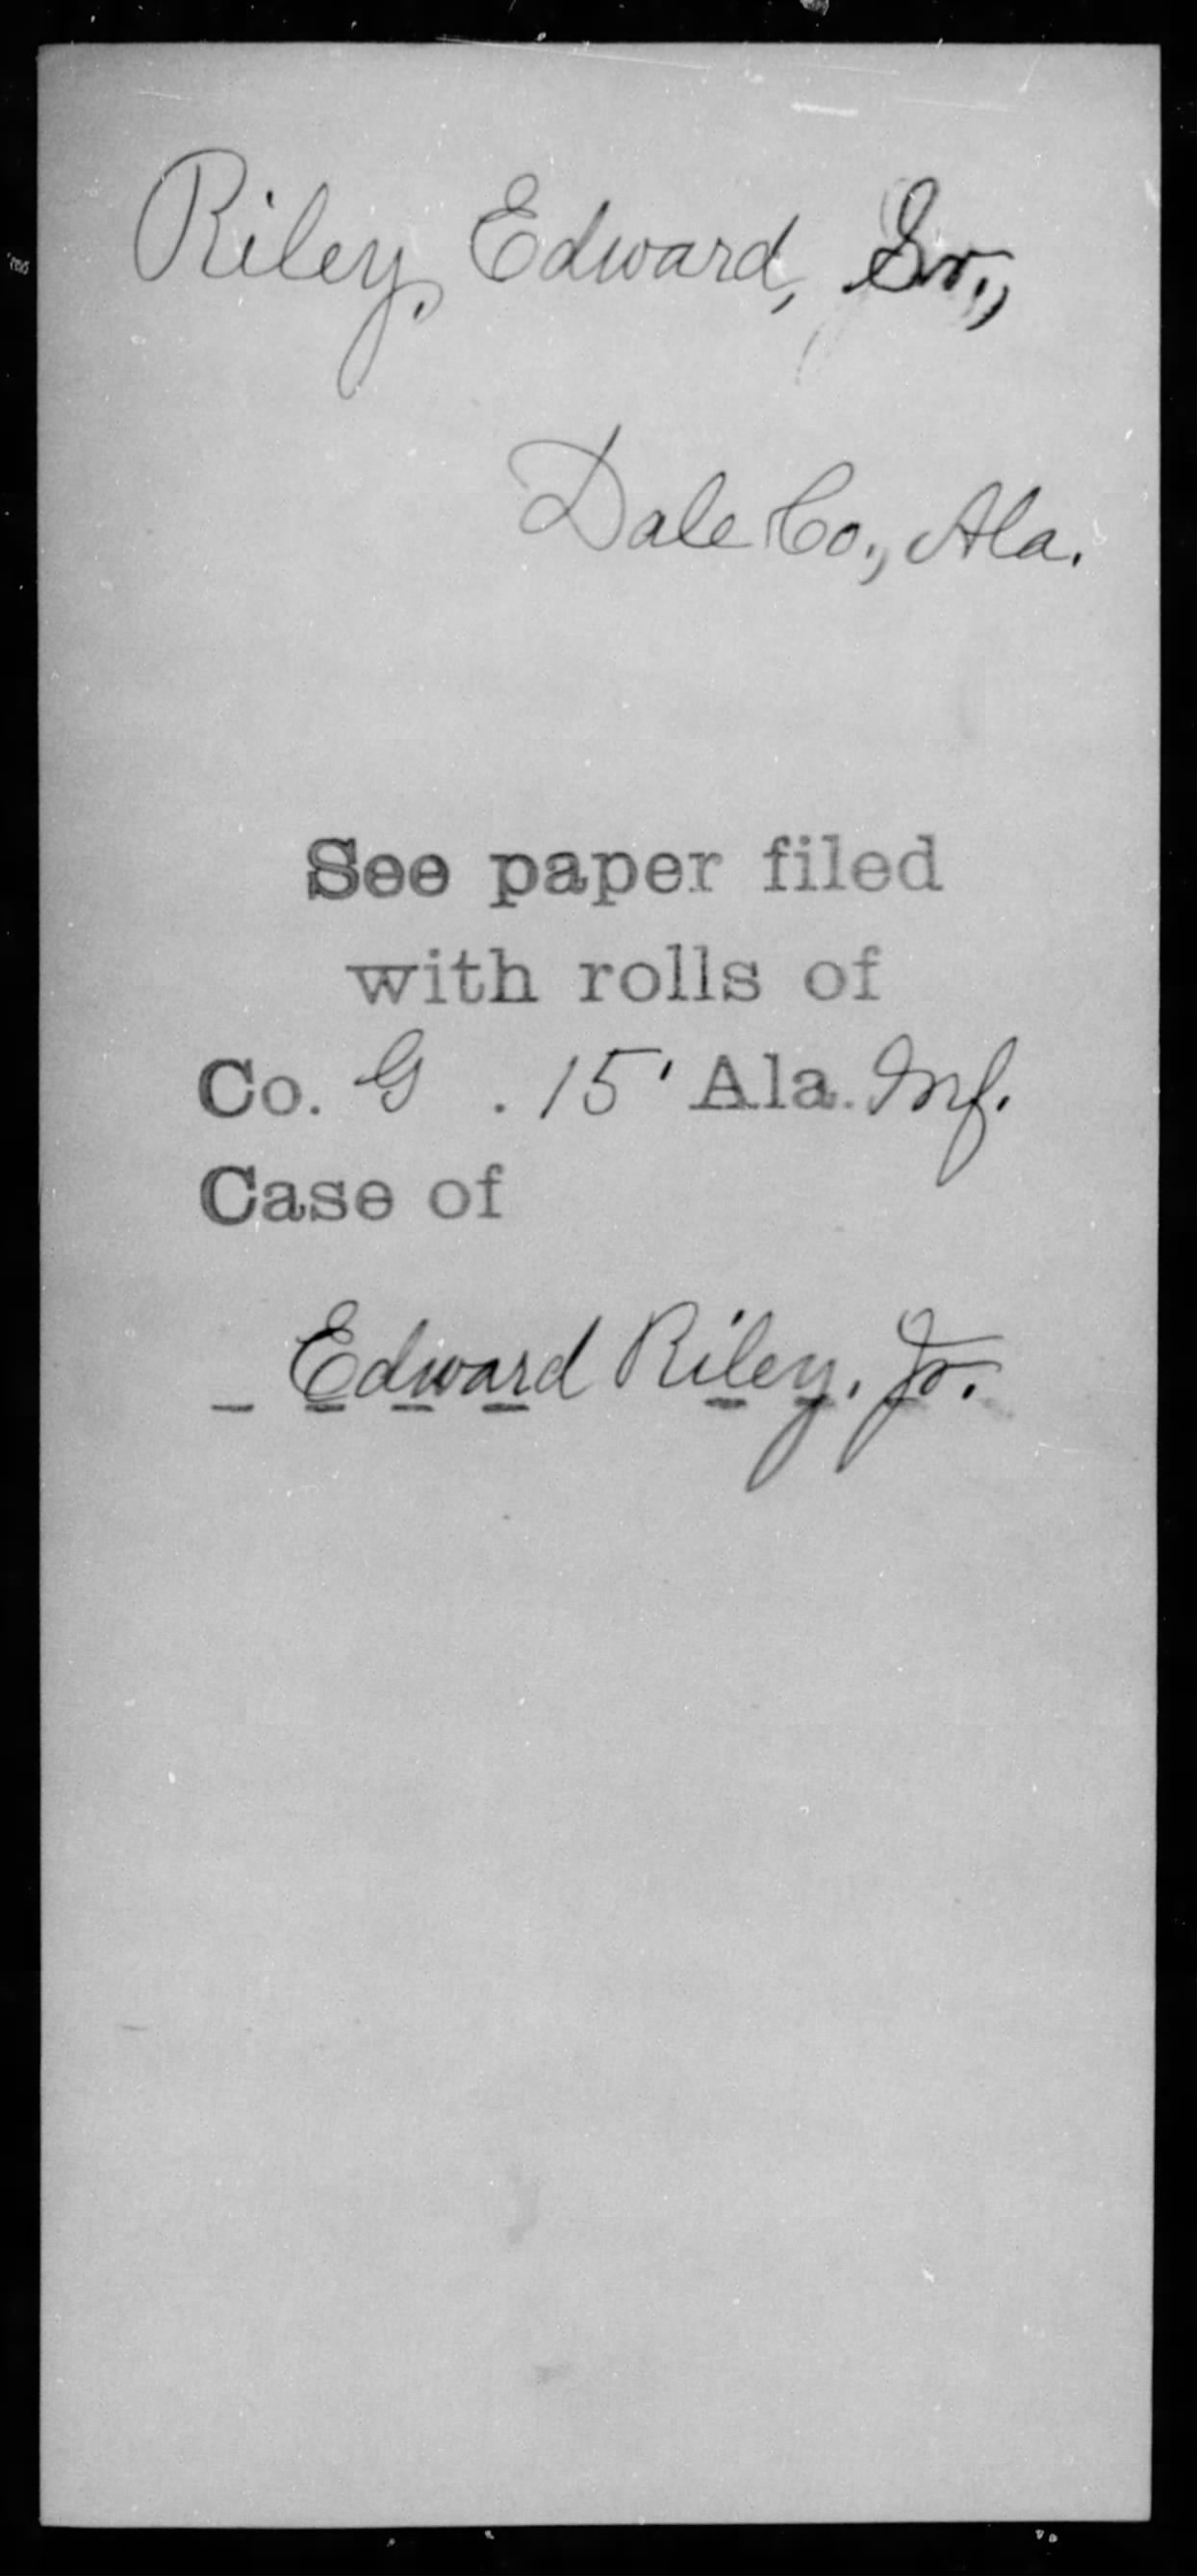 Riley, Edward, Sr.,
Dale Co., Ala.
See paper filed
with rolls of
Co. G . 15' Ala. Inf.
Case of
Edward Riley, Jr.